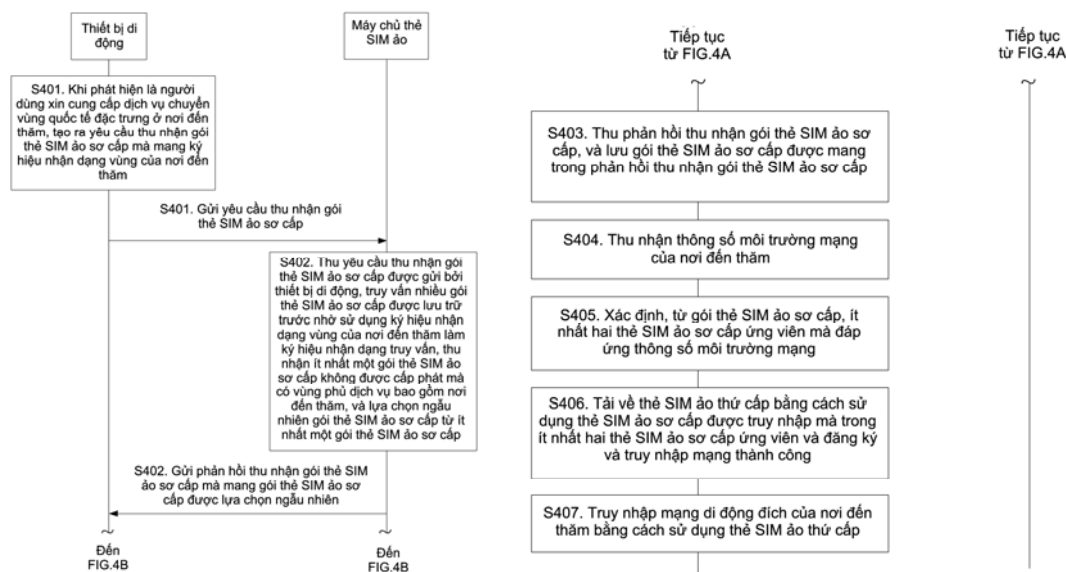 Thiết bị di
động
Máy chủ thẻ
SIM ảo
S401. Khi phát hiện là người
dùng xin cung cấp dịch vụ chuyển
vùng quốc tế đặc trưng ở nơi đến
thăm, tạo ra yêu cầu thu nhận gói
thẻ SIM ảo sơ cấp mà mang ký
hiệu nhận dạng vùng của nơi đến
thăm
S401. Gửi yêu cầu thu nhận gói
thẻ SIM ảo sơ cấp
S402. Thu yêu cầu thu nhận gói
thẻ SIM ảo sơ cấp được gửi bởi
thiết bị di động, truy vấn nhiều gói
thẻ SIM ảo sơ cấp được lưu trữ
trước nhờ sử dụng ký hiệu nhận
dạng vùng của nơi đến thăm làm
ký hiệu nhận dạng truy vấn, thu
nhận ít nhất một gói thẻ SIM ảo
sơ cấp không được cấp phát mà
có vùng phủ dịch vụ bao gồm nơi
đến thăm, và lựa chọn ngẫu
nhiên gói thẻ SIM ảo sơ cấp từ ít
nhất một gói thẻ SIM ảo sơ cấp
S402. Gửi phản hồi thu nhận gói thẻ SIM
ảo sơ cấp mà mang gói thẻ SIM ảo sơ
cấp được lựa chọn ngẫu nhiên
Đến
FIG.4B
Đến
FIG.4B
Tiếp tục
từ FIG.4A
Tiếp tục
từ FIG.4A
S403. Thu phản hồi thu nhận gói thẻ SIM ảo sơ
cấp, và lưu gói thẻ SIM ảo sơ cấp được mang
trong phản hồi thu nhận gói thẻ SIM ảo sơ cấp
S404. Thu nhận thông số môi trường mạng
của nơi đến thăm
S405. Xác định, từ gói thẻ SIM ảo sơ cấp, ít
nhất hai thẻ SIM ảo sơ cấp ứng viên mà đáp
ứng thông số môi trường mạng
S406. Tải về thẻ SIM ảo thứ cấp bằng cách sử
dụng thẻ SIM ảo sơ cấp được truy nhập mà trong
ít nhất hai thẻ SIM ảo sơ cấp ứng viên và đăng ký
và truy nhập mạng thành công
S407. Truy nhập mạng di động đích của nơi đến
thăm bằng cách sử dụng thẻ SIM ảo thứ cấp